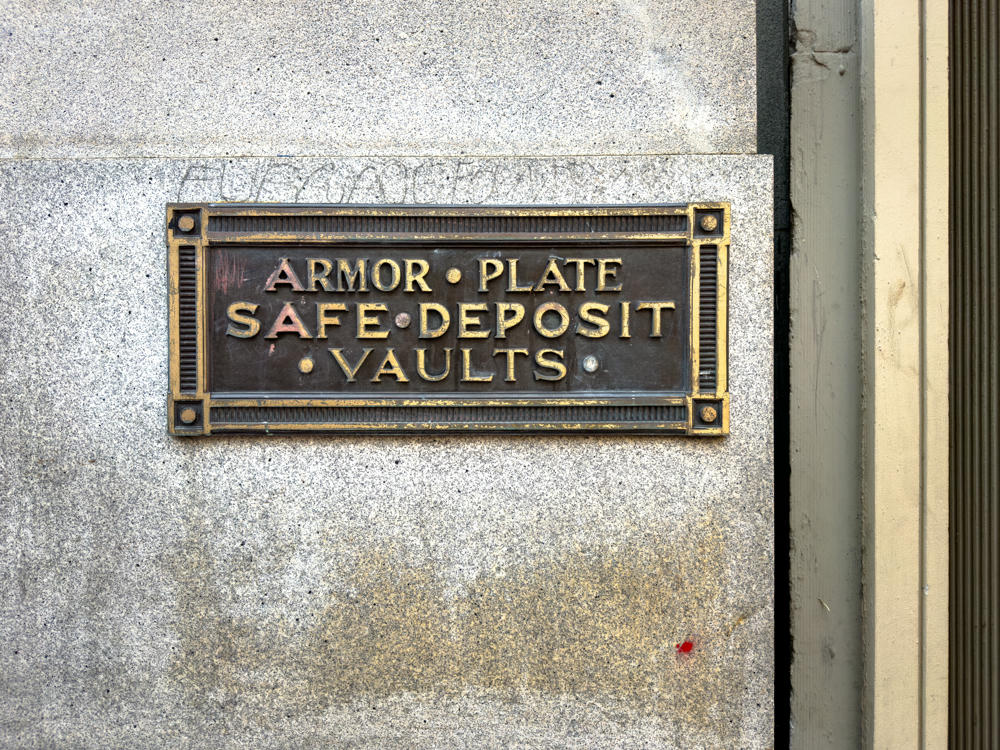 ARMOR • PLATE
SAFE • DEPOSIT
• VAULTS •